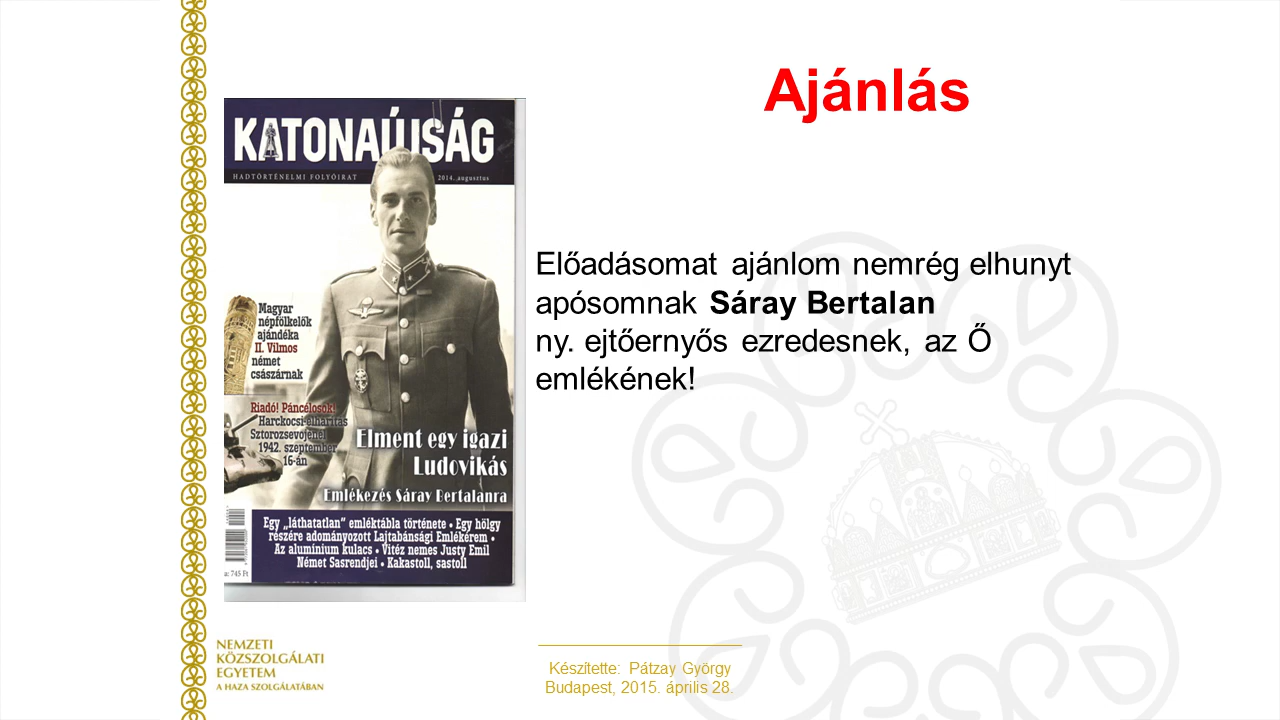 Ajánlás
KATONAÚJSÁG
HADTÖRTÉNELMI FOLYÓIRAT
2014. augusztus
Magyar
népfölkelők
ajándéka
II. Vilmos
német
császárnak
Riadó! Páncélosok!
Harckocsi-elhárítás
Sztorozsevojénél
1942. szeptember
16-án
Elment egy igazi
Ludovikás
Emlékezés Sáray Bertalanra
Egy „láthatatlan” emléktábla története • Egy hölgy
részére adományozott Lajtabánsági Emlékérem •
Az alumínium kulacs • Vitéz nemes Justy Emil
Német Sasrendjei • Kakastoll, sastoll
745 Ft
Előadásomat ajánlom nemrég elhunyt
apósomnak Sáray Bertalan
ny. ejtőernyős ezredesnek, az Ő
emlékének!
NEMZETI
KÖZSZOLGÁLATI
EGYETEM
A HAZA SZOLGÁLATÁBAN
Készítette: Pátzay György
Budapest, 2015. április 28.